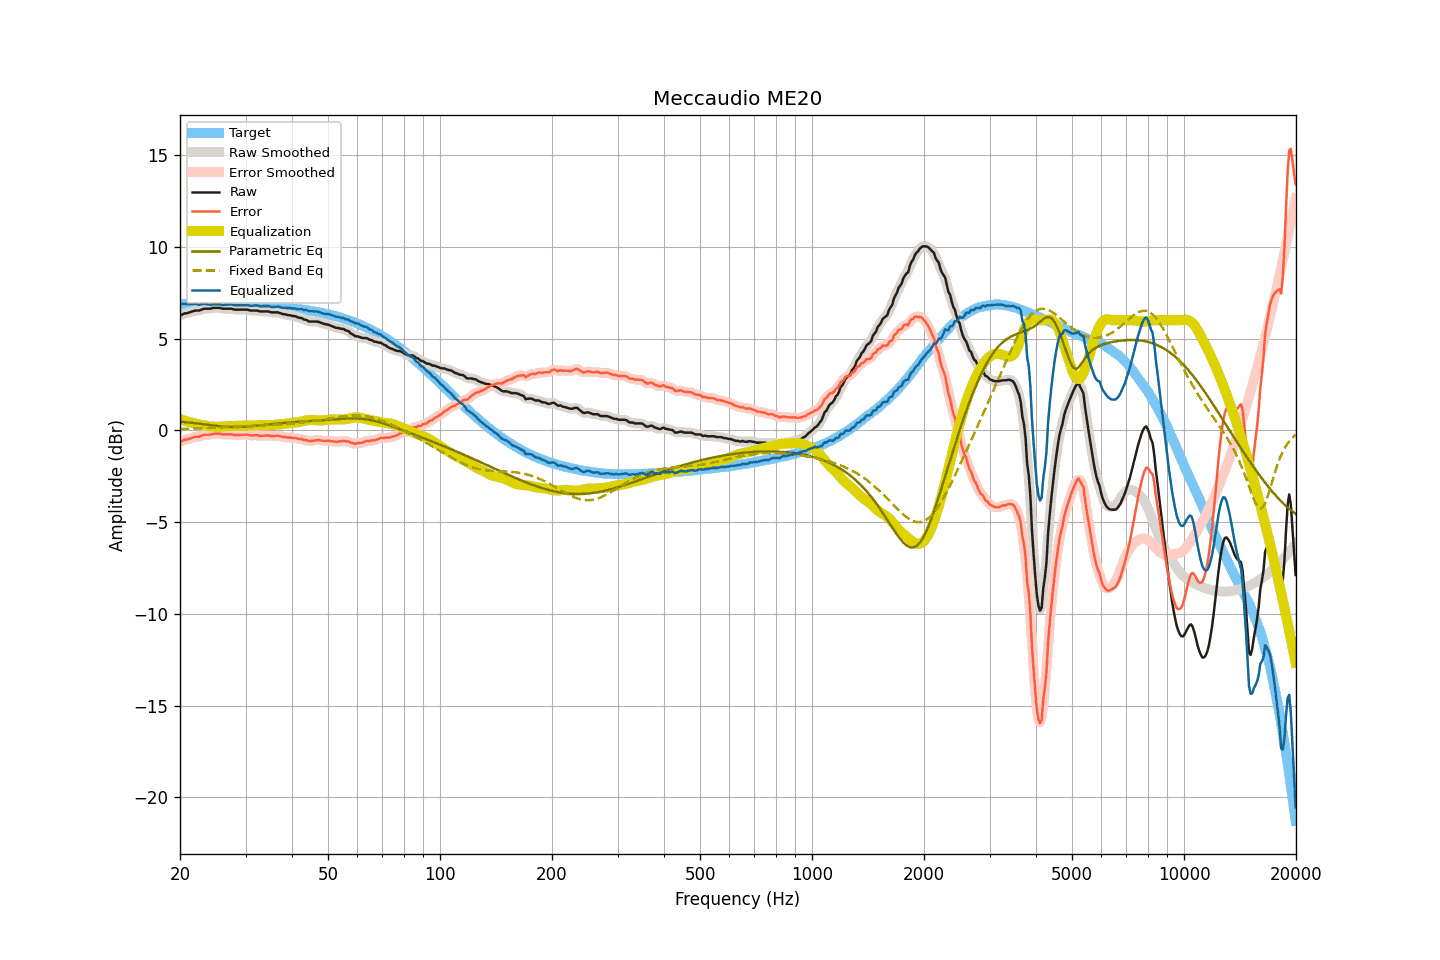 Meccaudio ME20
Target
Raw Smoothed
Error Smoothed
Raw
Error
Equalization
Parametric Eq
Fixed Band Eq
Equalized
15
10
5
0
−5
−10
−15
−20
Amplitude (dBr)
20 50 100 200 500 1000 2000 5000 10000 20000
Frequency (Hz)